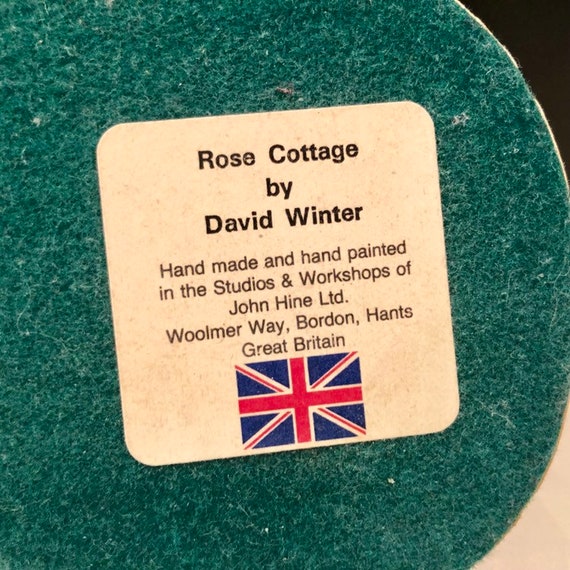 Rose Cottage
by
David Winter
Hand made and hand painted
in the Studios & Workshops of
John Hine Ltd.
Woolmer Way, Bordon, Hants
Great Britain